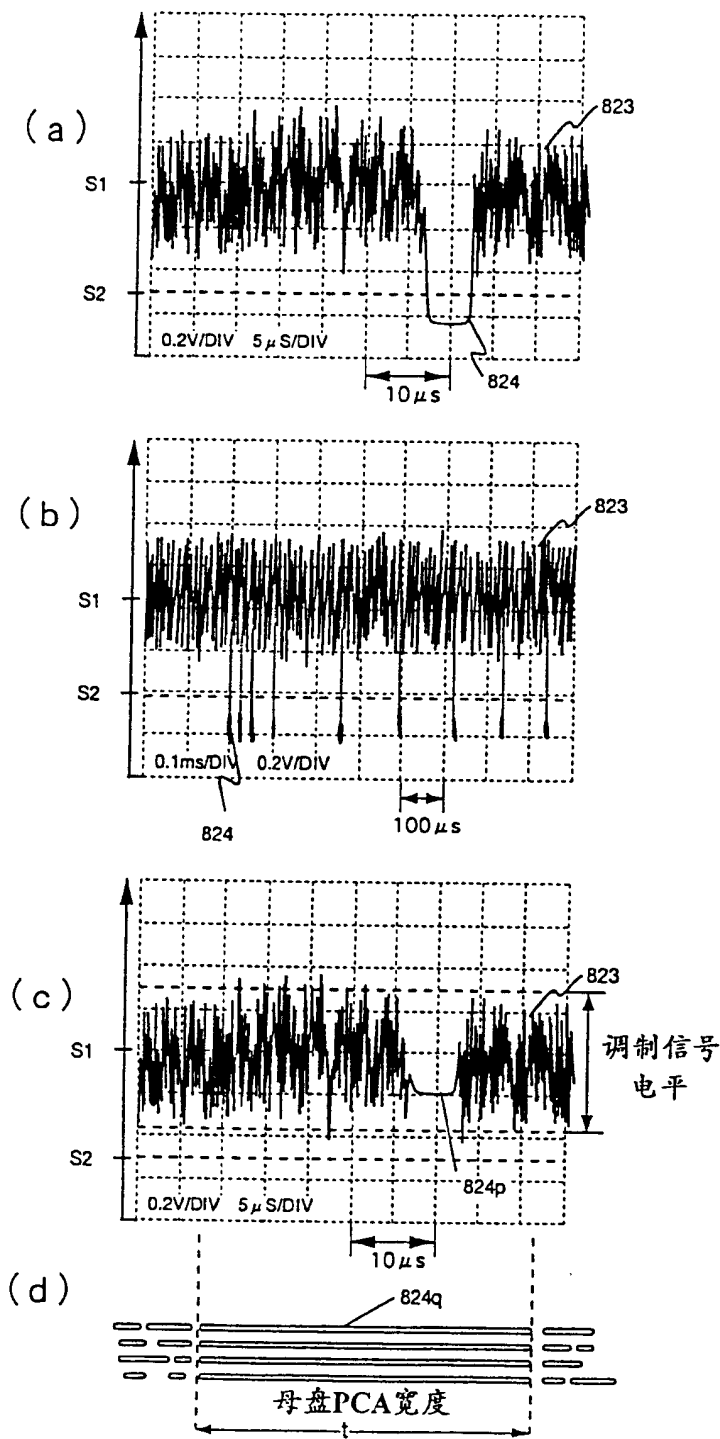 (a)
823
S1
S2
0.2V/DIV 5μS/DIV
824
10μs
(b)
823
S1
S2
0.1ms/DIV 0.2V/DIV
824
100μs
(c)
823
S1
调制信号
电平
S2
824p
0.2V/DIV 5μS/DIV
10μs
(d)
824q
母盘PCA宽度
t